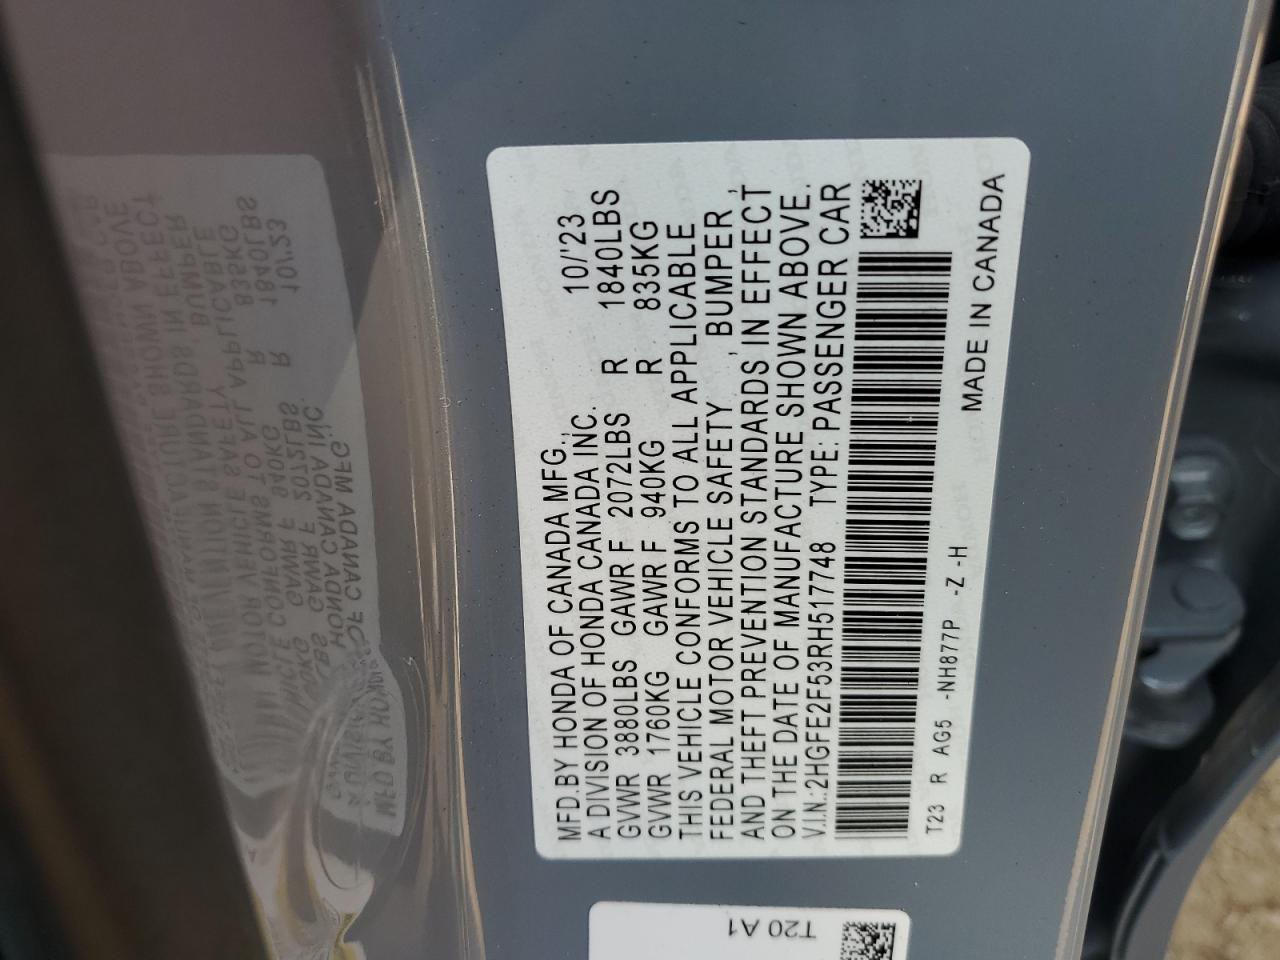 MFD.BY HONDA OF CANADA MFG., 10/'23
A DIVISION OF HONDA CANADA INC.
GVWR 3880LBS GAWR F 2072LBS R 1840LBS
GVWR 1760KG GAWR F 940KG R 835KG
THIS VEHICLE CONFORMS TO ALL APPLICABLE
FEDERAL MOTOR VEHICLE SAFETY, BUMPER,
AND THEFT PREVENTION STANDARDS IN EFFECT
ON THE DATE OF MANUFACTURE SHOWN ABOVE.
V.I.N.:2HGFE2F53RH517748 TYPE: PASSENGER CAR
T23 R AG5 -NH877P -Z -H MADE IN CANADA
T20 A1